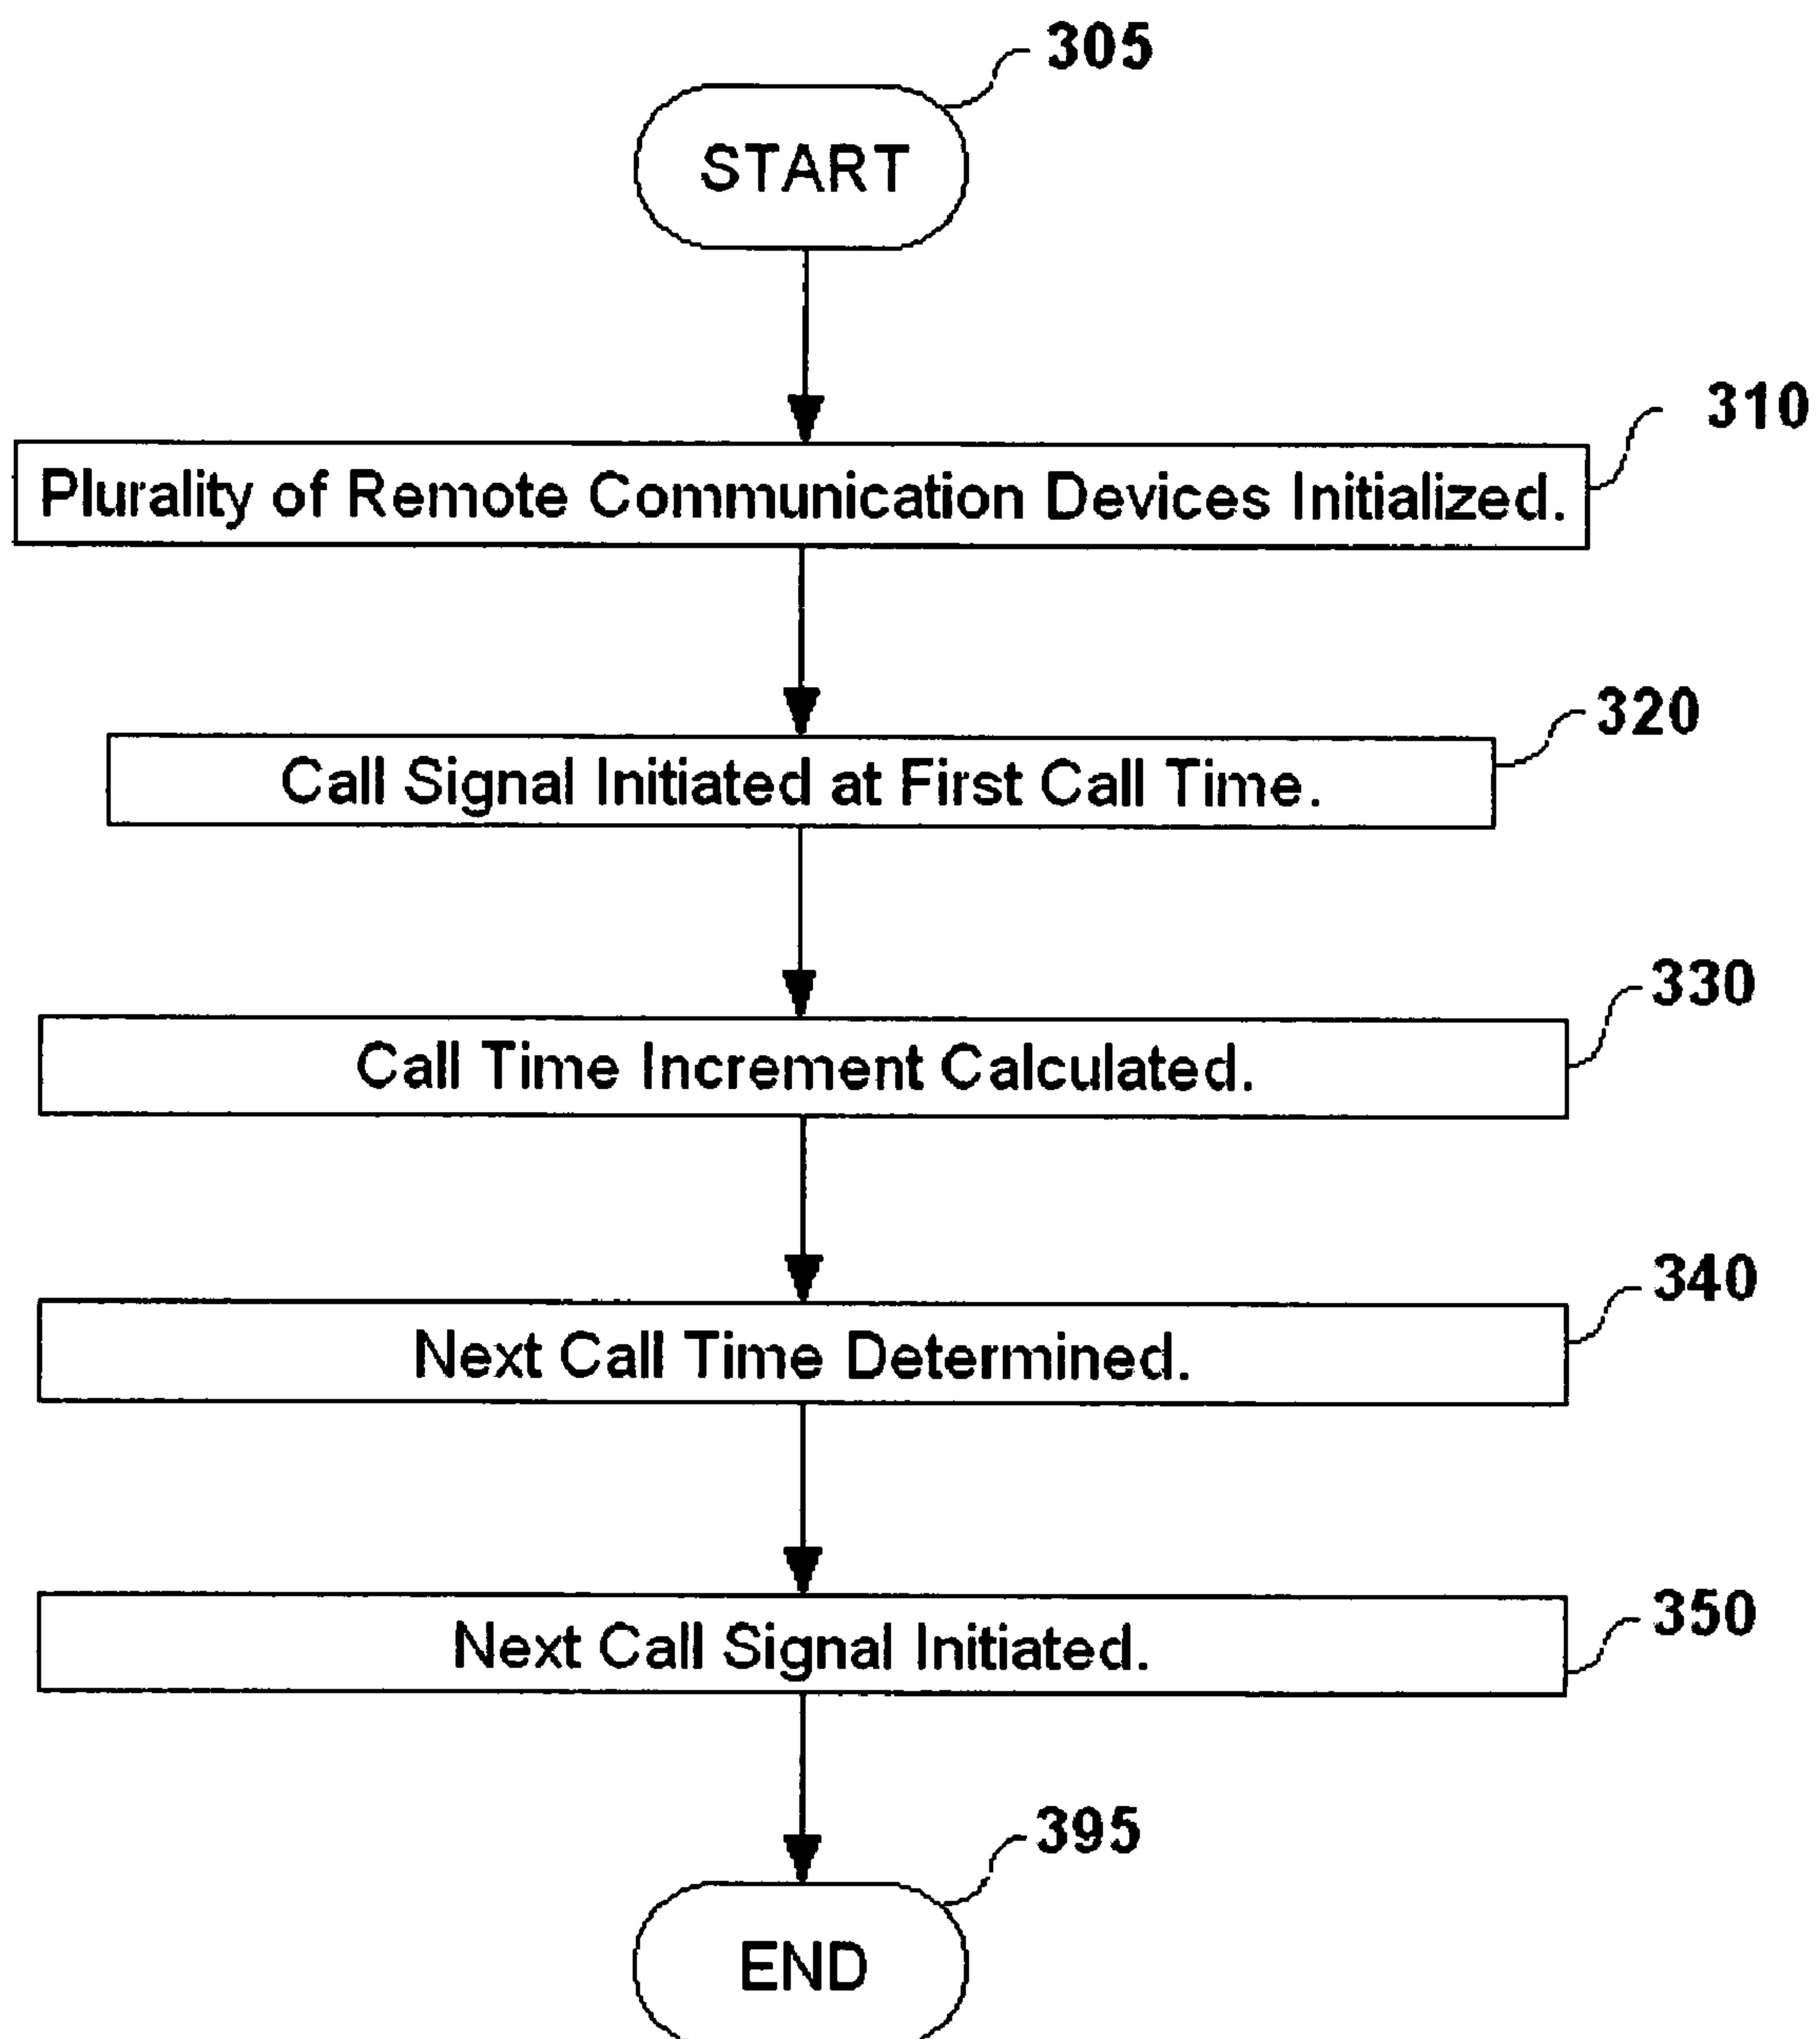 305
START
310
Plurality of Remote Communication Devices Initialized.
320
Call Signal Initiated at First Call Time.
330
Call Time Increment Calculated.
340
Next Call Time Determined.
350
Next Call Signal Initiated.
395
END